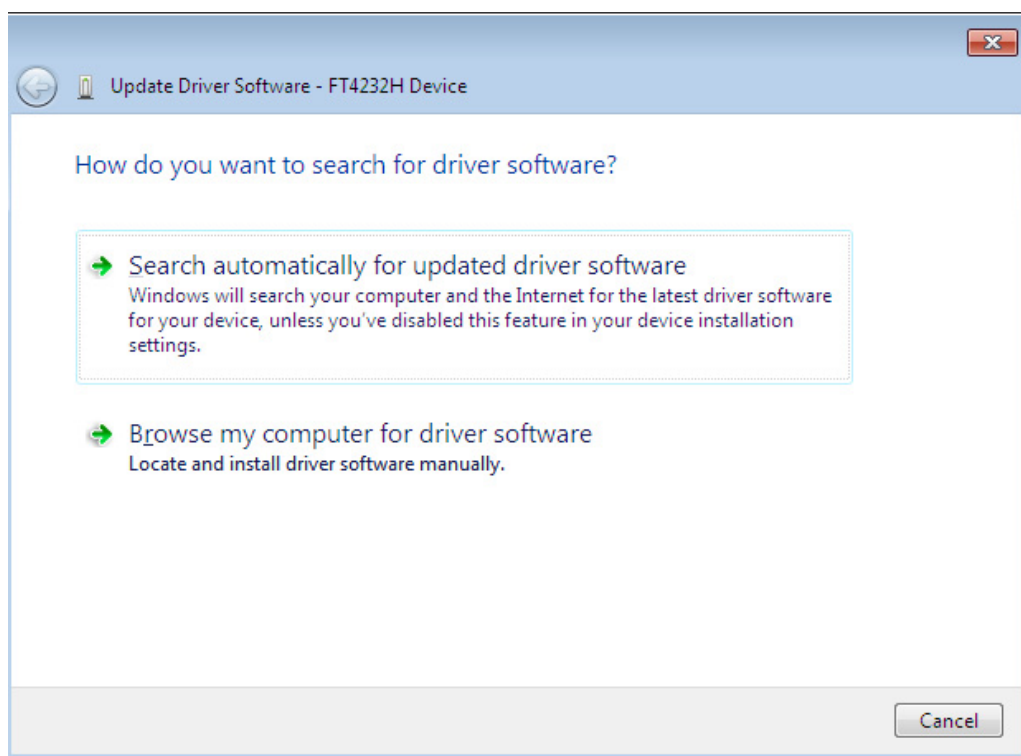 Update Driver Software - FT4232H Device
How do you want to search for driver software?
Search automatically for updated driver software
Windows will search your computer and the Internet for the latest driver software
for your device, unless you've disabled this feature in your device installation
settings.
Browse my computer for driver software
Locate and install driver software manually.
Cancel